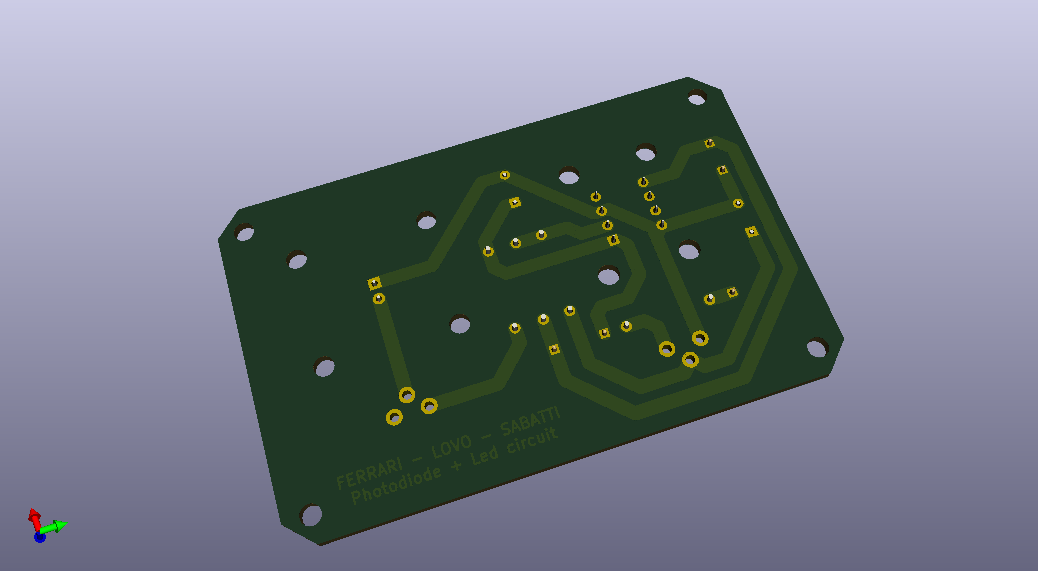 FERRARI - LOVO - SABATTI
Photodiode + Led circuit